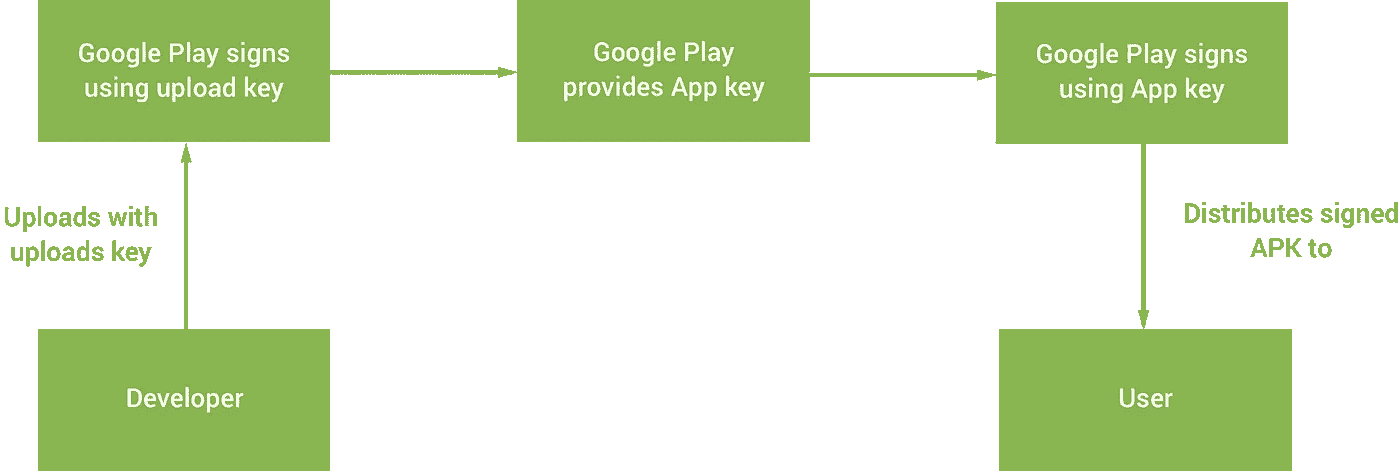 Google Play signs
using upload key
Google Play
provides App key
Google Play signs
using App key
Uploads with
uploads key
Distributes signed
APK to
Developer
User